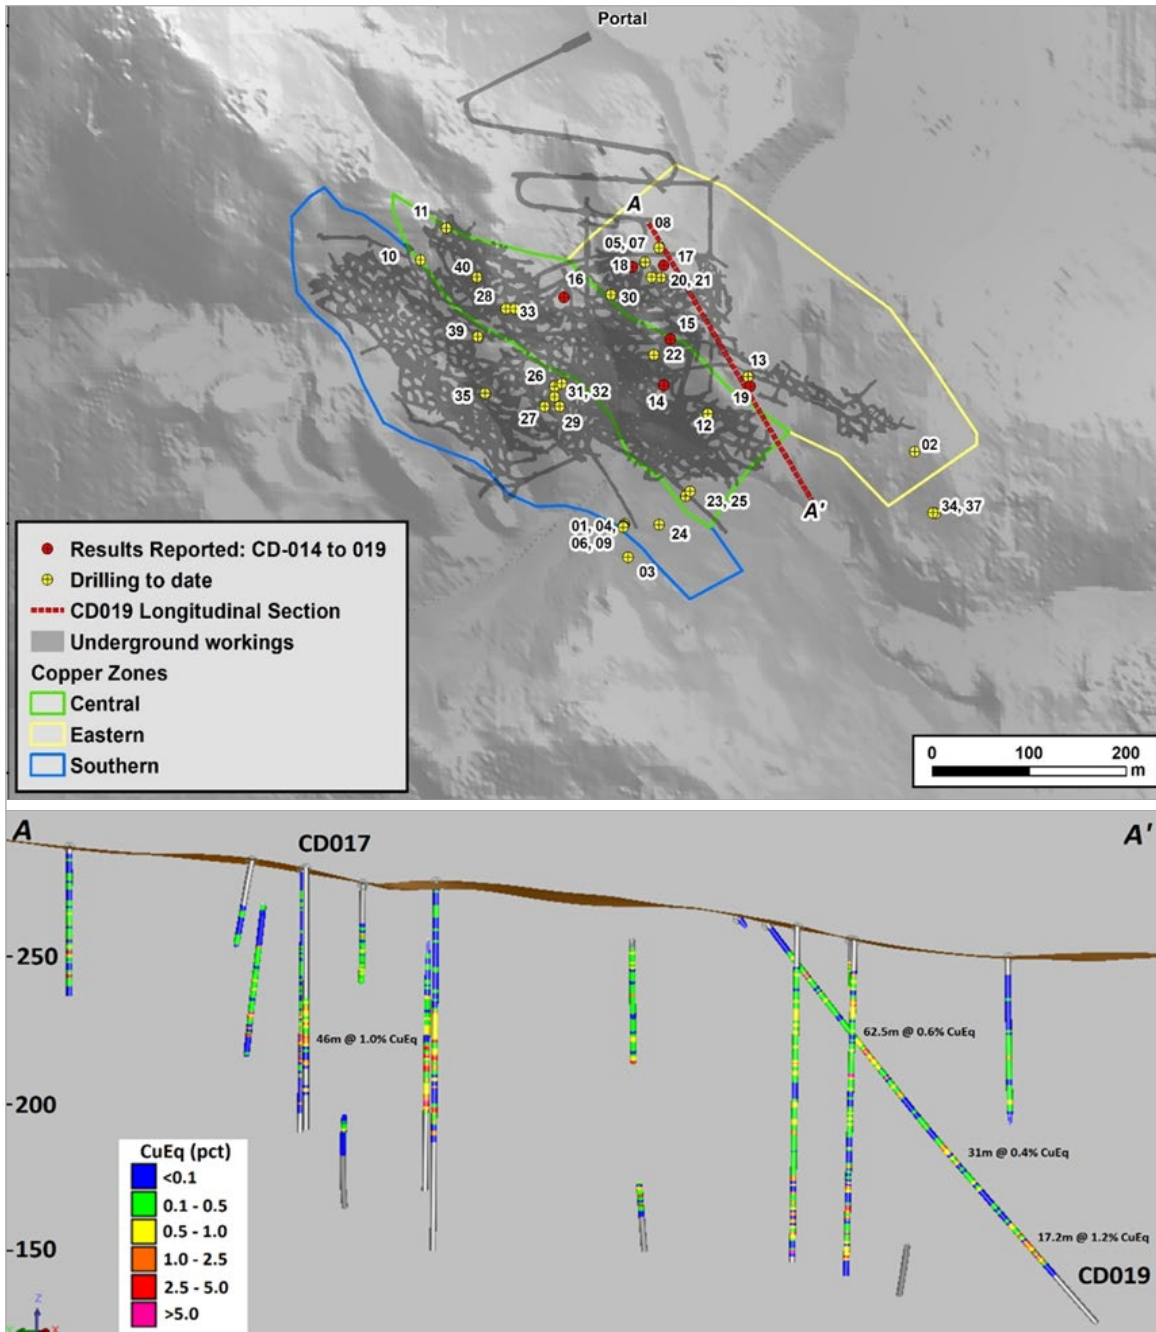 Portal
A
08
11
05, 07
17
10
18
40
20, 21
16
28
33
30
15
39
22
13
26
31, 32
35
14
19
27
29
12
02
23, 25
34, 37
A'
01, 04,
06, 09
24
03
Results Reported: CD-014 to 019
Drilling to date
CD019 Longitudinal Section
Underground workings
Copper Zones
Central
Eastern
Southern
0 100 200
m
A
CD017
A'
250
46m @ 1.0% CuEq
62.5m @ 0.6% CuEq
200
31m @ 0.4% CuEq
CuEq (pct)
<0.1
0.1 - 0.5
0.5 - 1.0
1.0 - 2.5
2.5 - 5.0
>5.0
150
17.2m @ 1.2% CuEq
CD019
Z
X